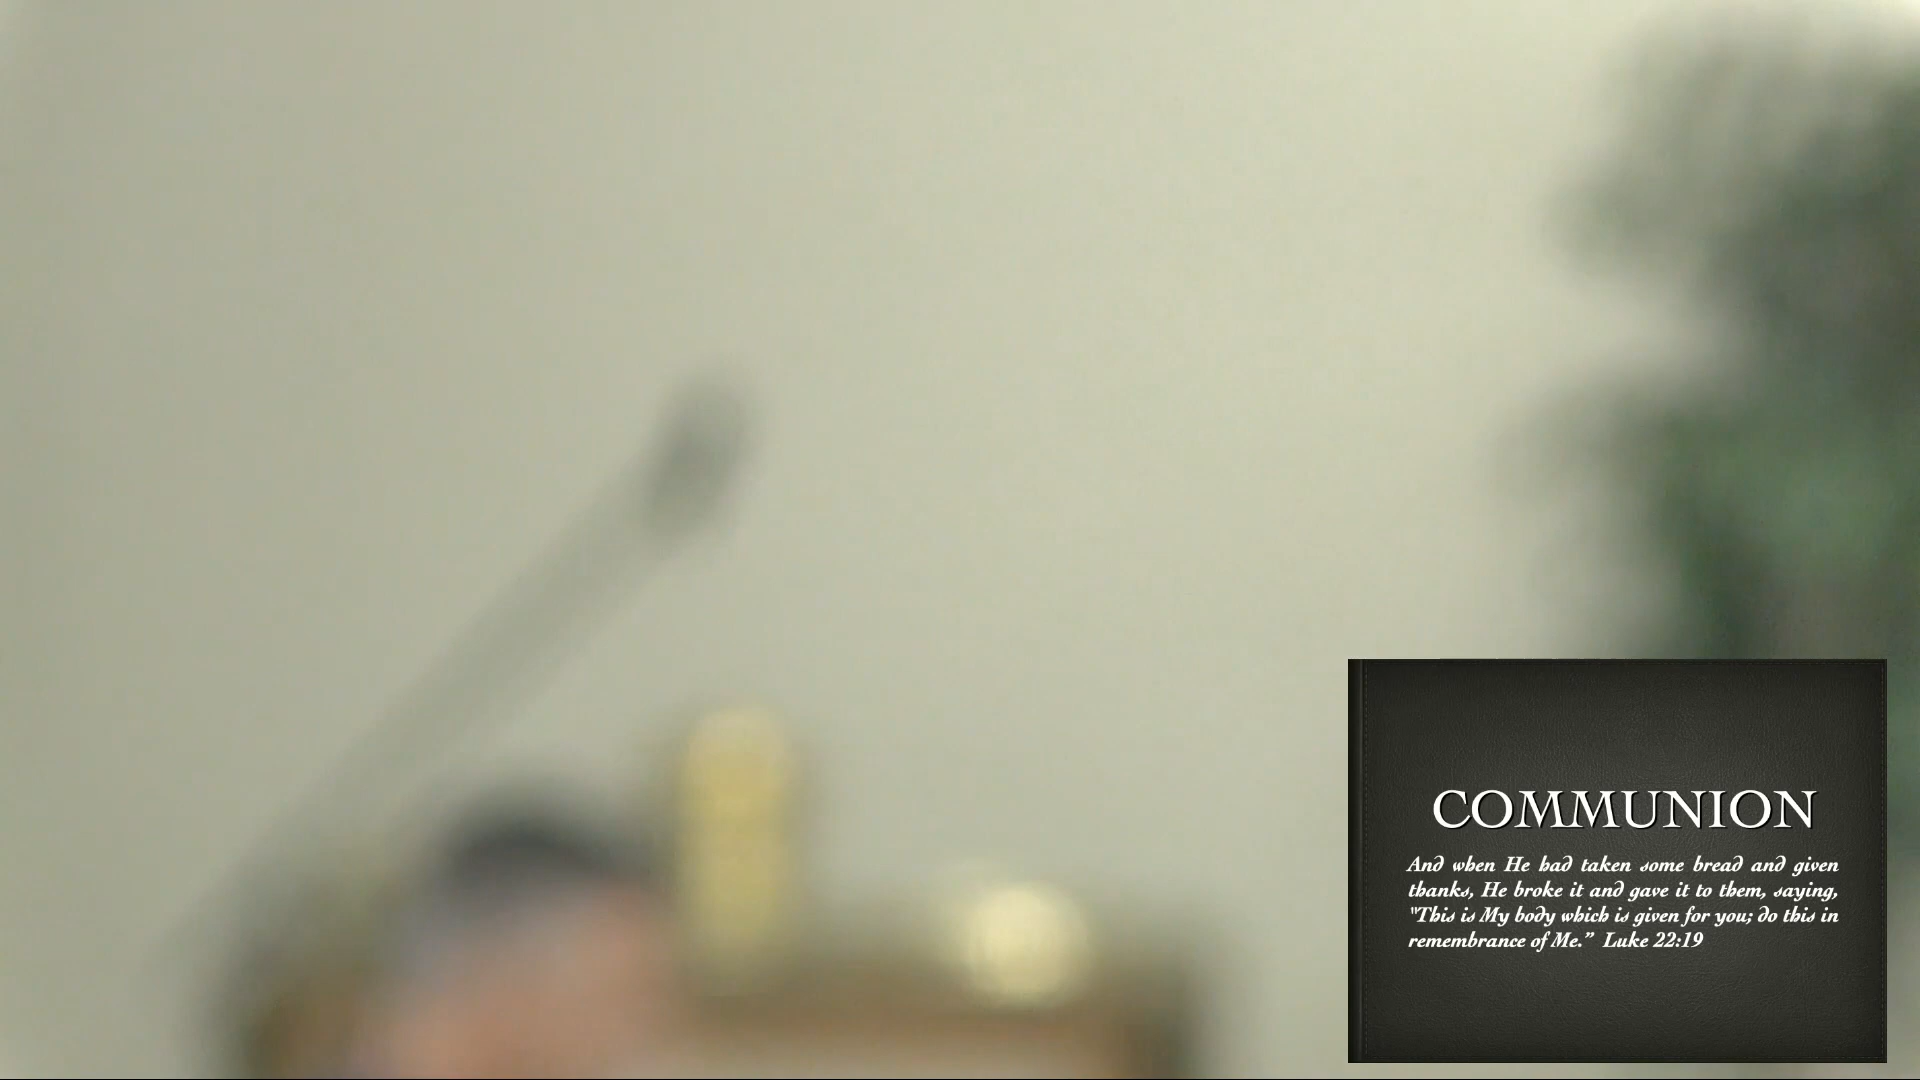 COMMUNION
And when He had taken some bread and given
thanks, He broke it and gave it to them, saying,
"This is My body which is given for you; do this in
remembrance of Me.” Luke 22:19